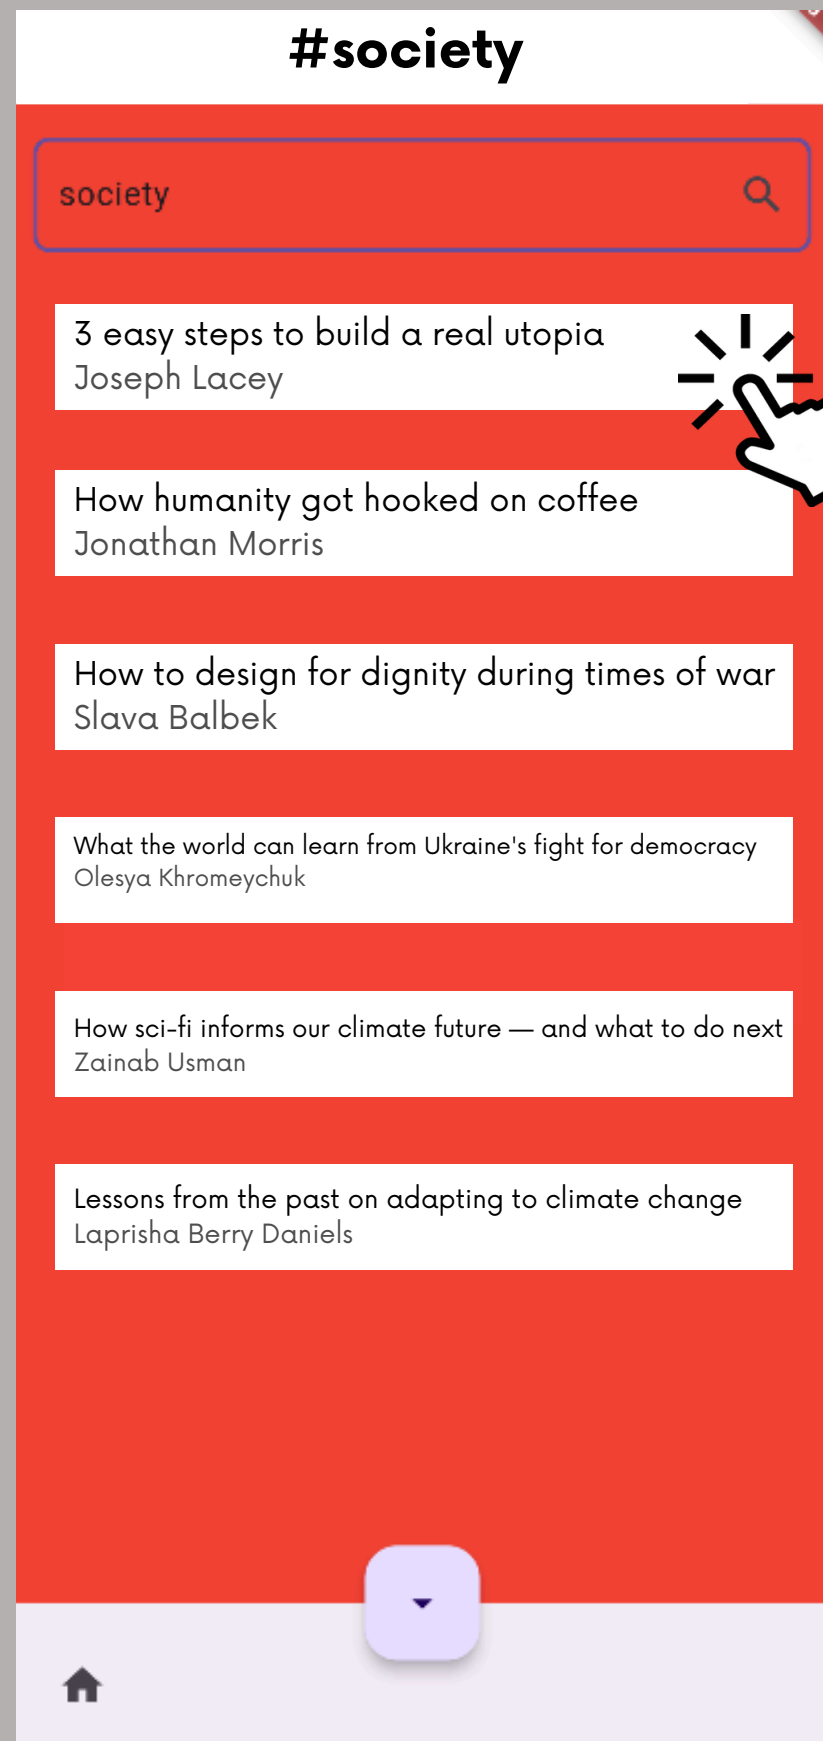 #society
society
3 easy steps to build a real utopia
Joseph Lacey
How humanity got hooked on coffee
Jonathan Morris
How to design for dignity during times of war
Slava Balbek
What the world can learn from Ukraine's fight for democracy
Olesya Khromeychuk
How sci-fi informs our climate future — and what to do next
Zainab Usman
Lessons from the past on adapting to climate change
Laprisha Berry Daniels